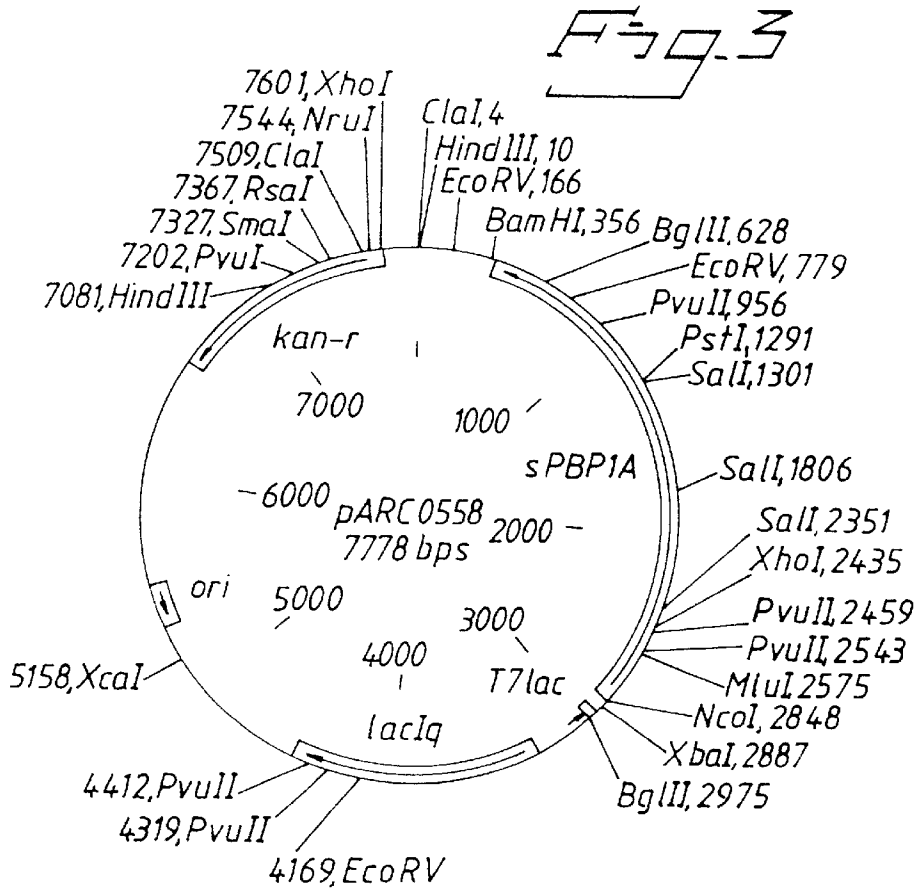 Fig. 3
7601, XhoI
7544, NruI
7509, ClaI
7367, RsaI
7327, SmaI
7202, PvuI
7081, HindIII
ClaI, 4
HindIII, 10
EcoRV, 166
BamHI, 356
BglII, 628
EcoRV, 779
PvuII, 956
PstI, 1291
SalI, 1301
SalI, 1806
SalI, 2351
XhoI, 2435
PvuII, 2459
PvuII, 2543
MluI, 2575
NcoI, 2848
XbaI, 2887
BglII, 2975
kan-r
7000
1000
sPBP1A
6000
pARC0558
7778 bps
2000
ori
5000
4000
3000
T7lac
lacIq
5158, XcaI
4412, PvuII
4319, PvuII
4169, EcoRV